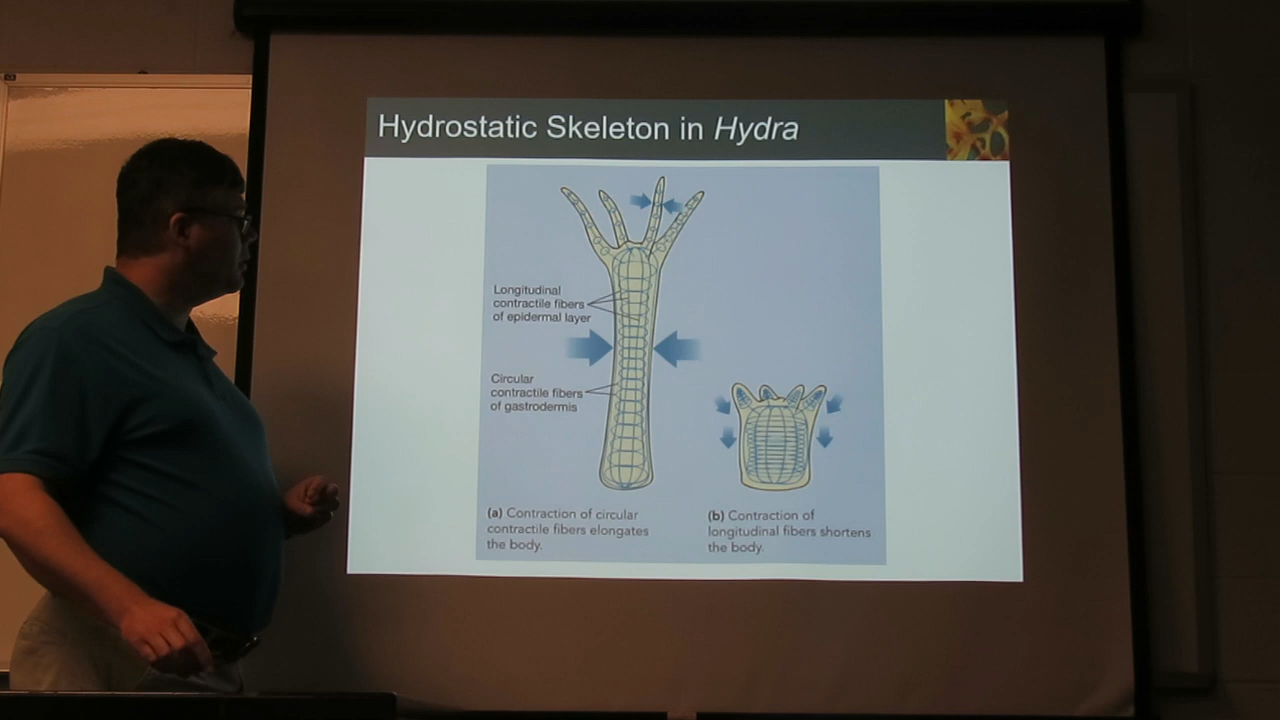 Hydrostatic Skeleton in Hydra
Longitudinal
contractile fibers
of epidermal layer
Circular
contractile fibers
of gastrodermis
(a) Contraction of circular
contractile fibers elongates
the body.
(b) Contraction of
longitudinal fibers shortens
the body.